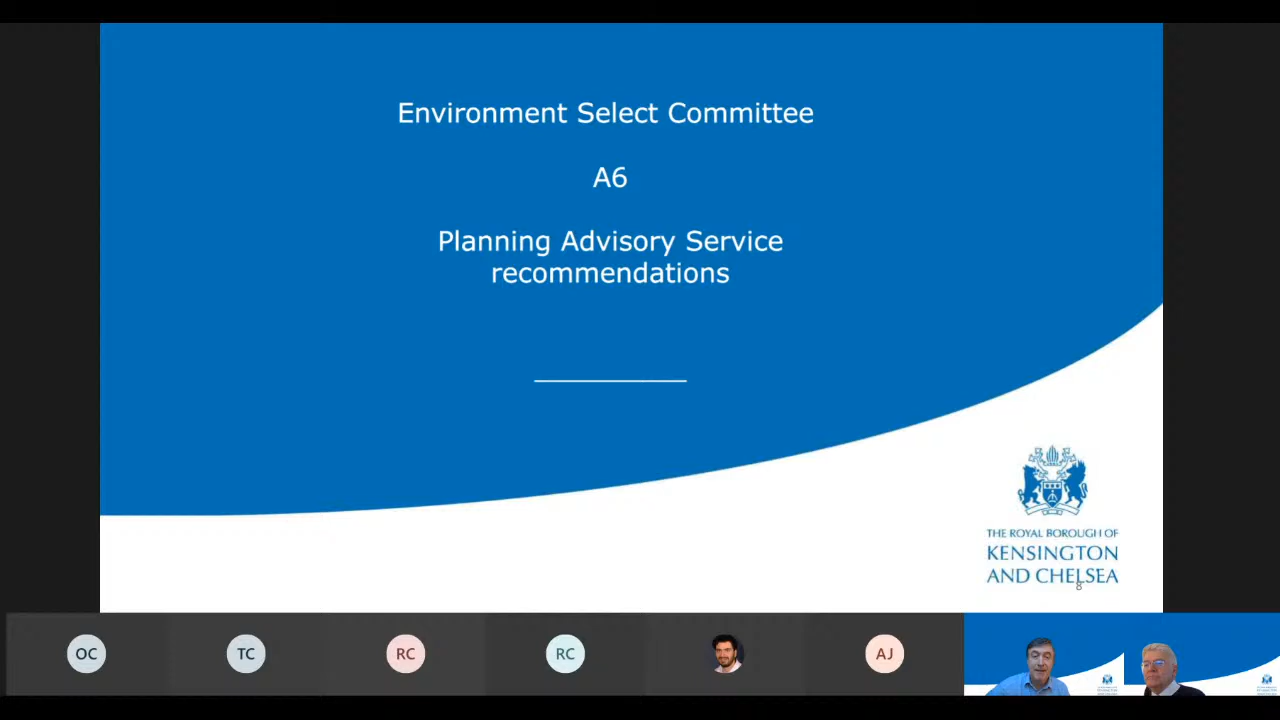 Environment Select Committee
A6
Planning Advisory Service
recommendations
THE ROYAL BOROUGH OF
KENSINGTON
AND CHELSEA
8
OC
TC
RC
RC
AJ